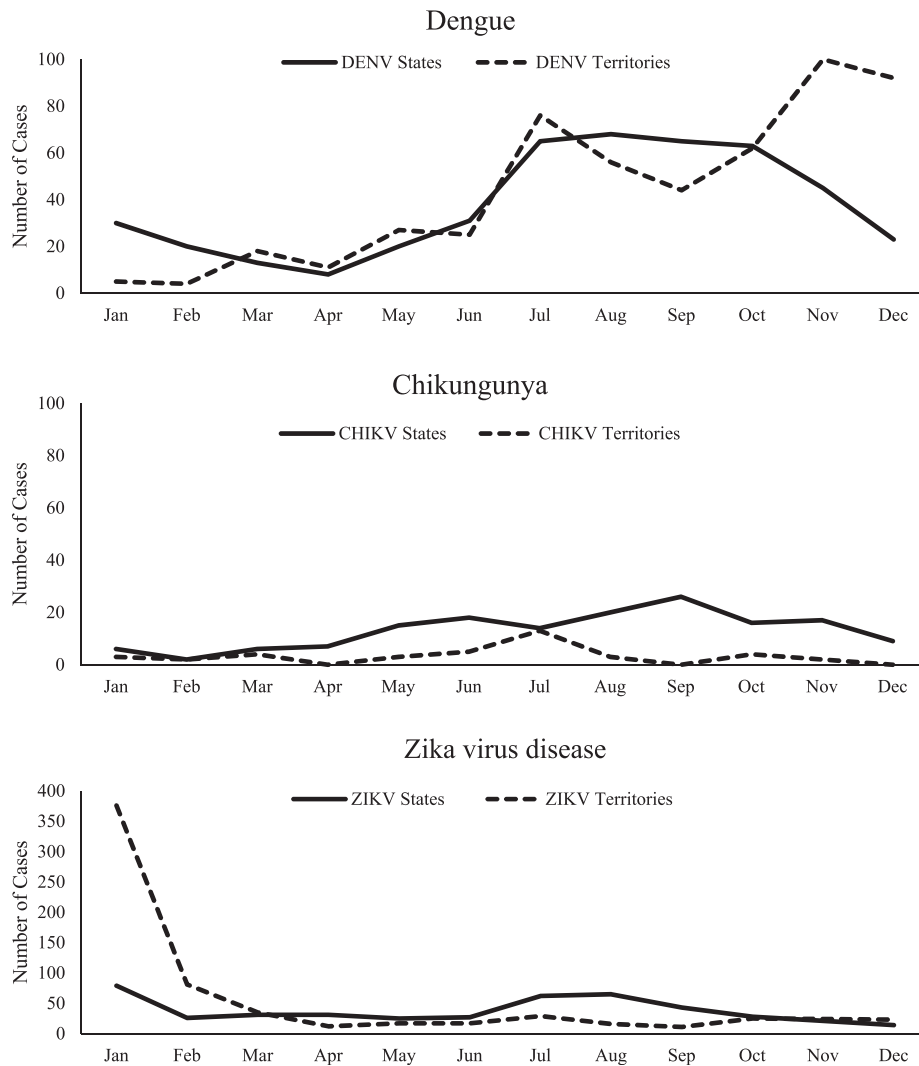 Dengue
DENV States DENV Territories
Number of Cases
100
80
60
40
20
0
Jan Feb Mar Apr May Jun Jul Aug Sep Oct Nov Dec
Chikungunya
CHIKV States CHIKV Territories
Number of Cases
100
80
60
40
20
0
Jan Feb Mar Apr May Jun Jul Aug Sep Oct Nov Dec
Zika virus disease
ZIKV States ZIKV Territories
Number of Cases
400
350
300
250
200
150
100
50
0
Jan Feb Mar Apr May Jun Jul Aug Sep Oct Nov Dec